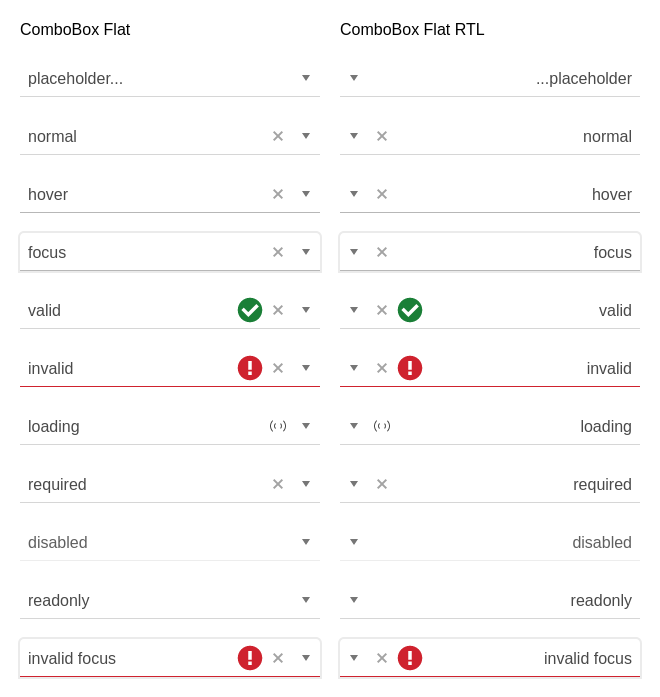 ComboBox Flat
placeholder...
normal
hover
focus
valid
invalid
loading
required
disabled
readonly
invalid focus
ComboBox Flat RTL
...placeholder
normal
hover
focus
valid
invalid
loading
required
disabled
readonly
invalid focus